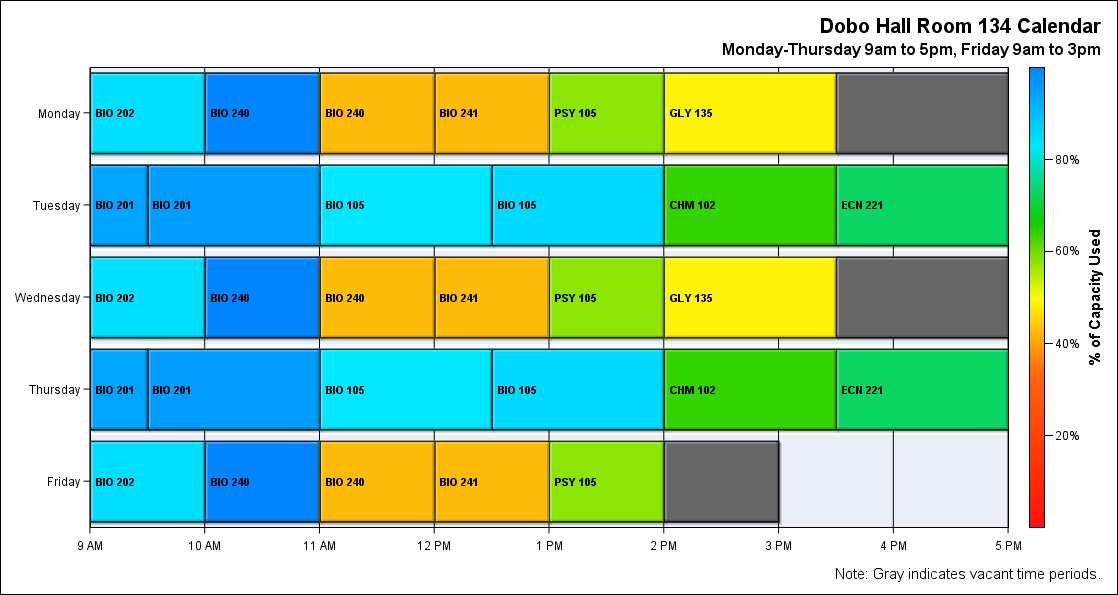 Dobo Hall Room 134 Calendar
Monday-Thursday 9am to 5pm, Friday 9am to 3pm
Monday BIO 202 BIO 240 BIO 240 BIO 241 PSY 105 GLY 135
Tuesday BIO 201 BIO 201 BIO 105 BIO 105 CHM 102 ECN 221
Wednesday BIO 202 BIO 240 BIO 240 BIO 241 PSY 105 GLY 135
Thursday BIO 201 BIO 201 BIO 105 BIO 105 CHM 102 ECN 221
Friday BIO 202 BIO 240 BIO 240 BIO 241 PSY 105
9 AM 10 AM 11 AM 12 PM 1 PM 2 PM 3 PM 4 PM 5 PM
80%
60%
40%
20%
% of Capacity Used
Note: Gray indicates vacant time periods.